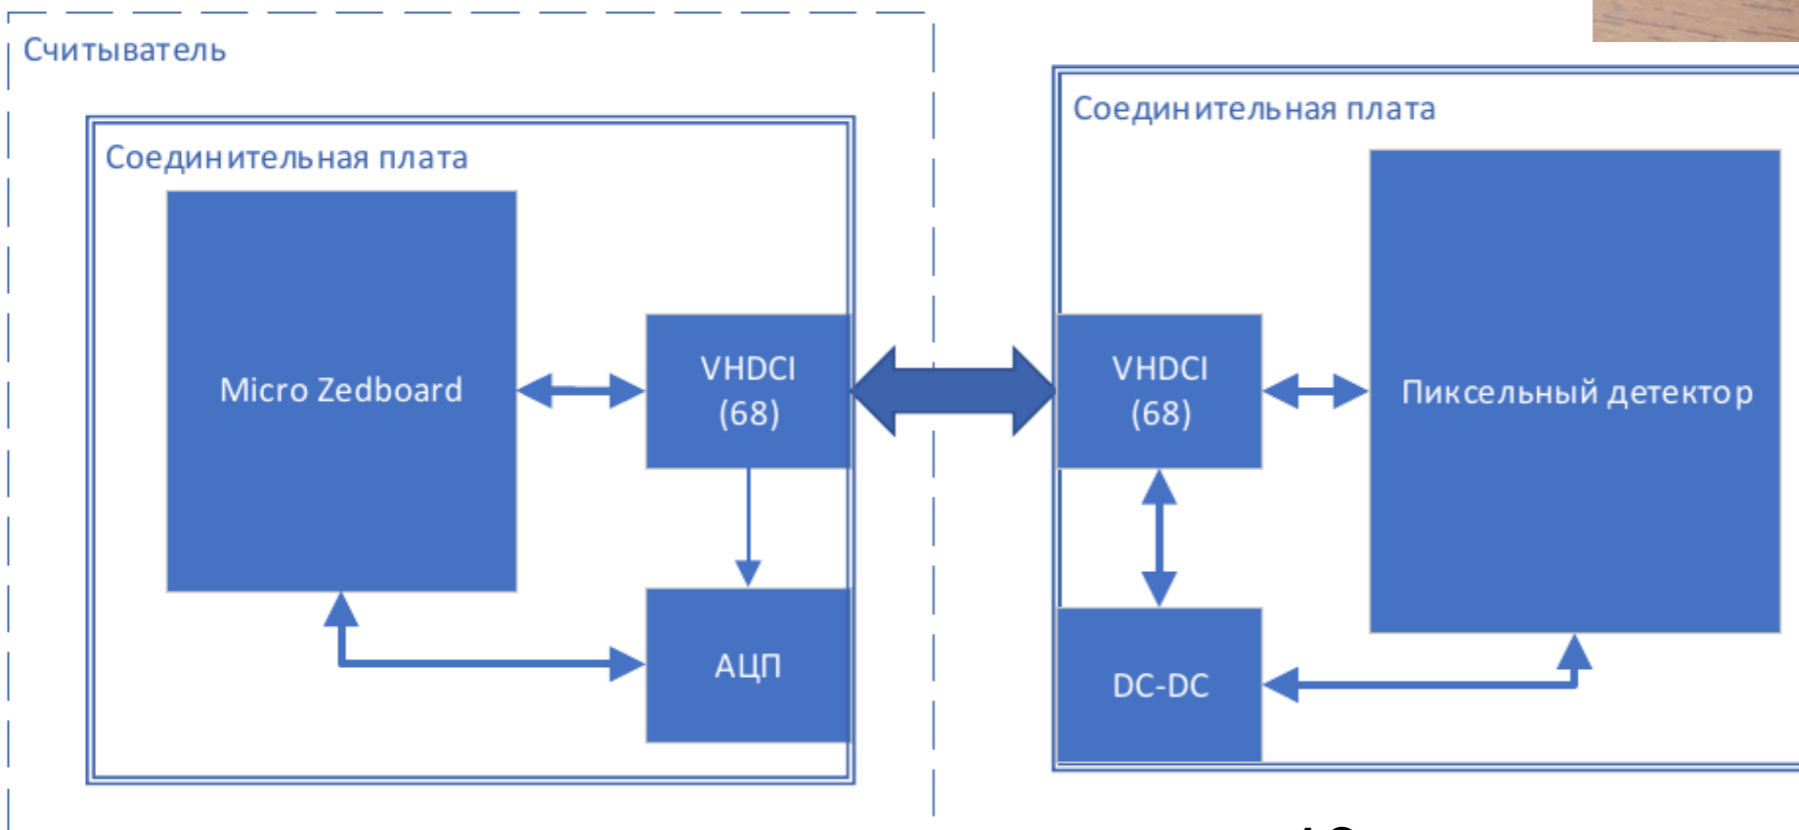 Считыватель
Соединительная плата
Micro Zedboard
VHDCI
(68)
АЦП
Соединительная плата
VHDCI
(68)
Пиксельный детектор
DC-DC